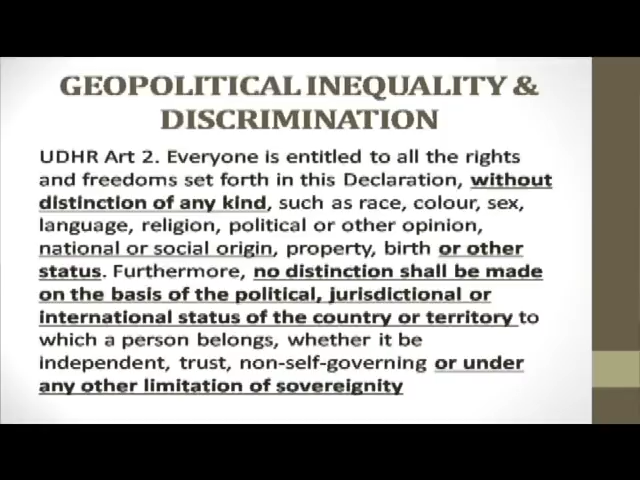 GEOPOLITICAL INEQUALITY &
DISCRIMINATION
UDHR Art 2. Everyone is entitled to all the rights
and freedoms set forth in this Declaration, without
distinction of any kind, such as race, colour, sex,
language, religion, political or other opinion,
national or social origin, property, birth or other
status. Furthermore, no distinction shall be made
on the basis of the political, jurisdictional or
international status of the country or territory to
which a person belongs, whether it be
independent, trust, non-self-governing or under
any other limitation of sovereignity